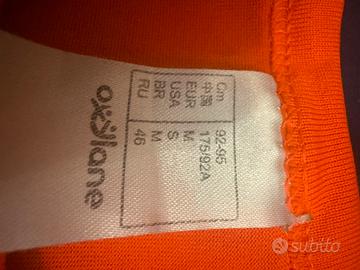 Cm 92-95
中国 175/92A
EUR M
USA S
BR M
RU 46
oxylane
subito